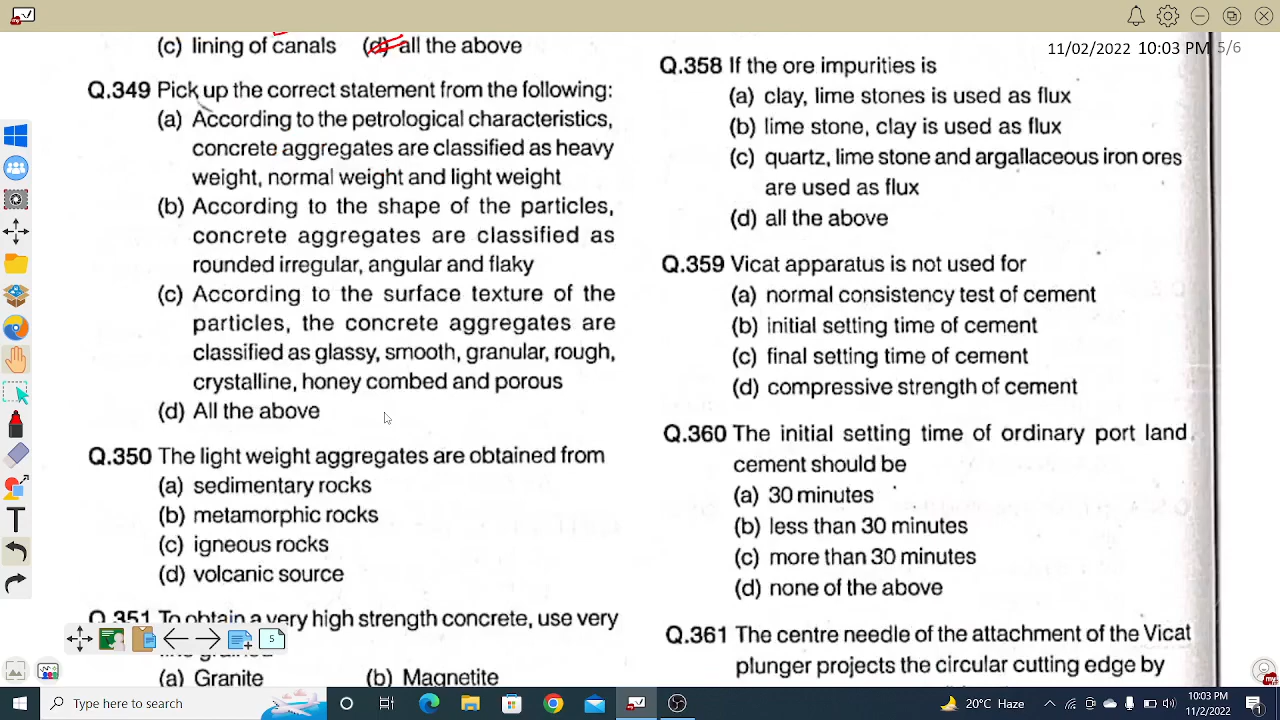 11/02/2022 10:03 PM 5/6
(c) lining of canals (d) all the above
Q.349 Pick up the correct statement from the following:
(a) According to the petrological characteristics,
concrete aggregates are classified as heavy
weight, normal weight and light weight
(b) According to the shape of the particles,
concrete aggregates are classified as
rounded irregular, angular and flaky
(c) According to the surface texture of the
particles, the concrete aggregates are
classified as glassy, smooth, granular, rough,
crystalline, honey combed and porous
(d) All the above
Q.350 The light weight aggregates are obtained from
(a) sedimentary rocks
(b) metamorphic rocks
(c) igneous rocks
(d) volcanic source
Q.351 To obtain a very high strength concrete, use very
(a) Granite (b) Magnetite
Q.358 If the ore impurities is
(a) clay, lime stones is used as flux
(b) lime stone, clay is used as flux
(c) quartz, lime stone and argallaceous iron ores
are used as flux
(d) all the above
Q.359 Vicat apparatus is not used for
(a) normal consistency test of cement
(b) initial setting time of cement
(c) final setting time of cement
(d) compressive strength of cement
Q.360 The initial setting time of ordinary port land
cement should be
(a) 30 minutes
(b) less than 30 minutes
(c) more than 30 minutes
(d) none of the above
Q.361 The centre needle of the attachment of the Vicat
plunger projects the circular cutting edge by
5
Type here to search
20°C Haze
10:03 PM
11/2/2022
1